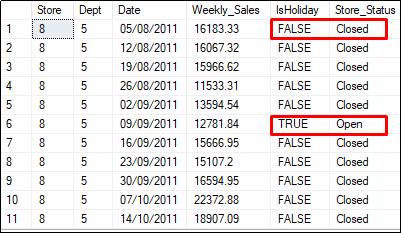 Store Dept Date Weekly_Sales IsHoliday Store_Status
1 8 5 05/08/2011 16183.33 FALSE Closed
2 8 5 12/08/2011 16067.32 FALSE Closed
3 8 5 19/08/2011 15966.62 FALSE Closed
4 8 5 26/08/2011 11533.31 FALSE Closed
5 8 5 02/09/2011 13594.54 FALSE Closed
6 8 5 09/09/2011 12781.84 TRUE Open
7 8 5 16/09/2011 15666.95 FALSE Closed
8 8 5 23/09/2011 15107.2 FALSE Closed
9 8 5 30/09/2011 16594.95 FALSE Closed
10 8 5 07/10/2011 22372.88 FALSE Closed
11 8 5 14/10/2011 18907.09 FALSE Closed